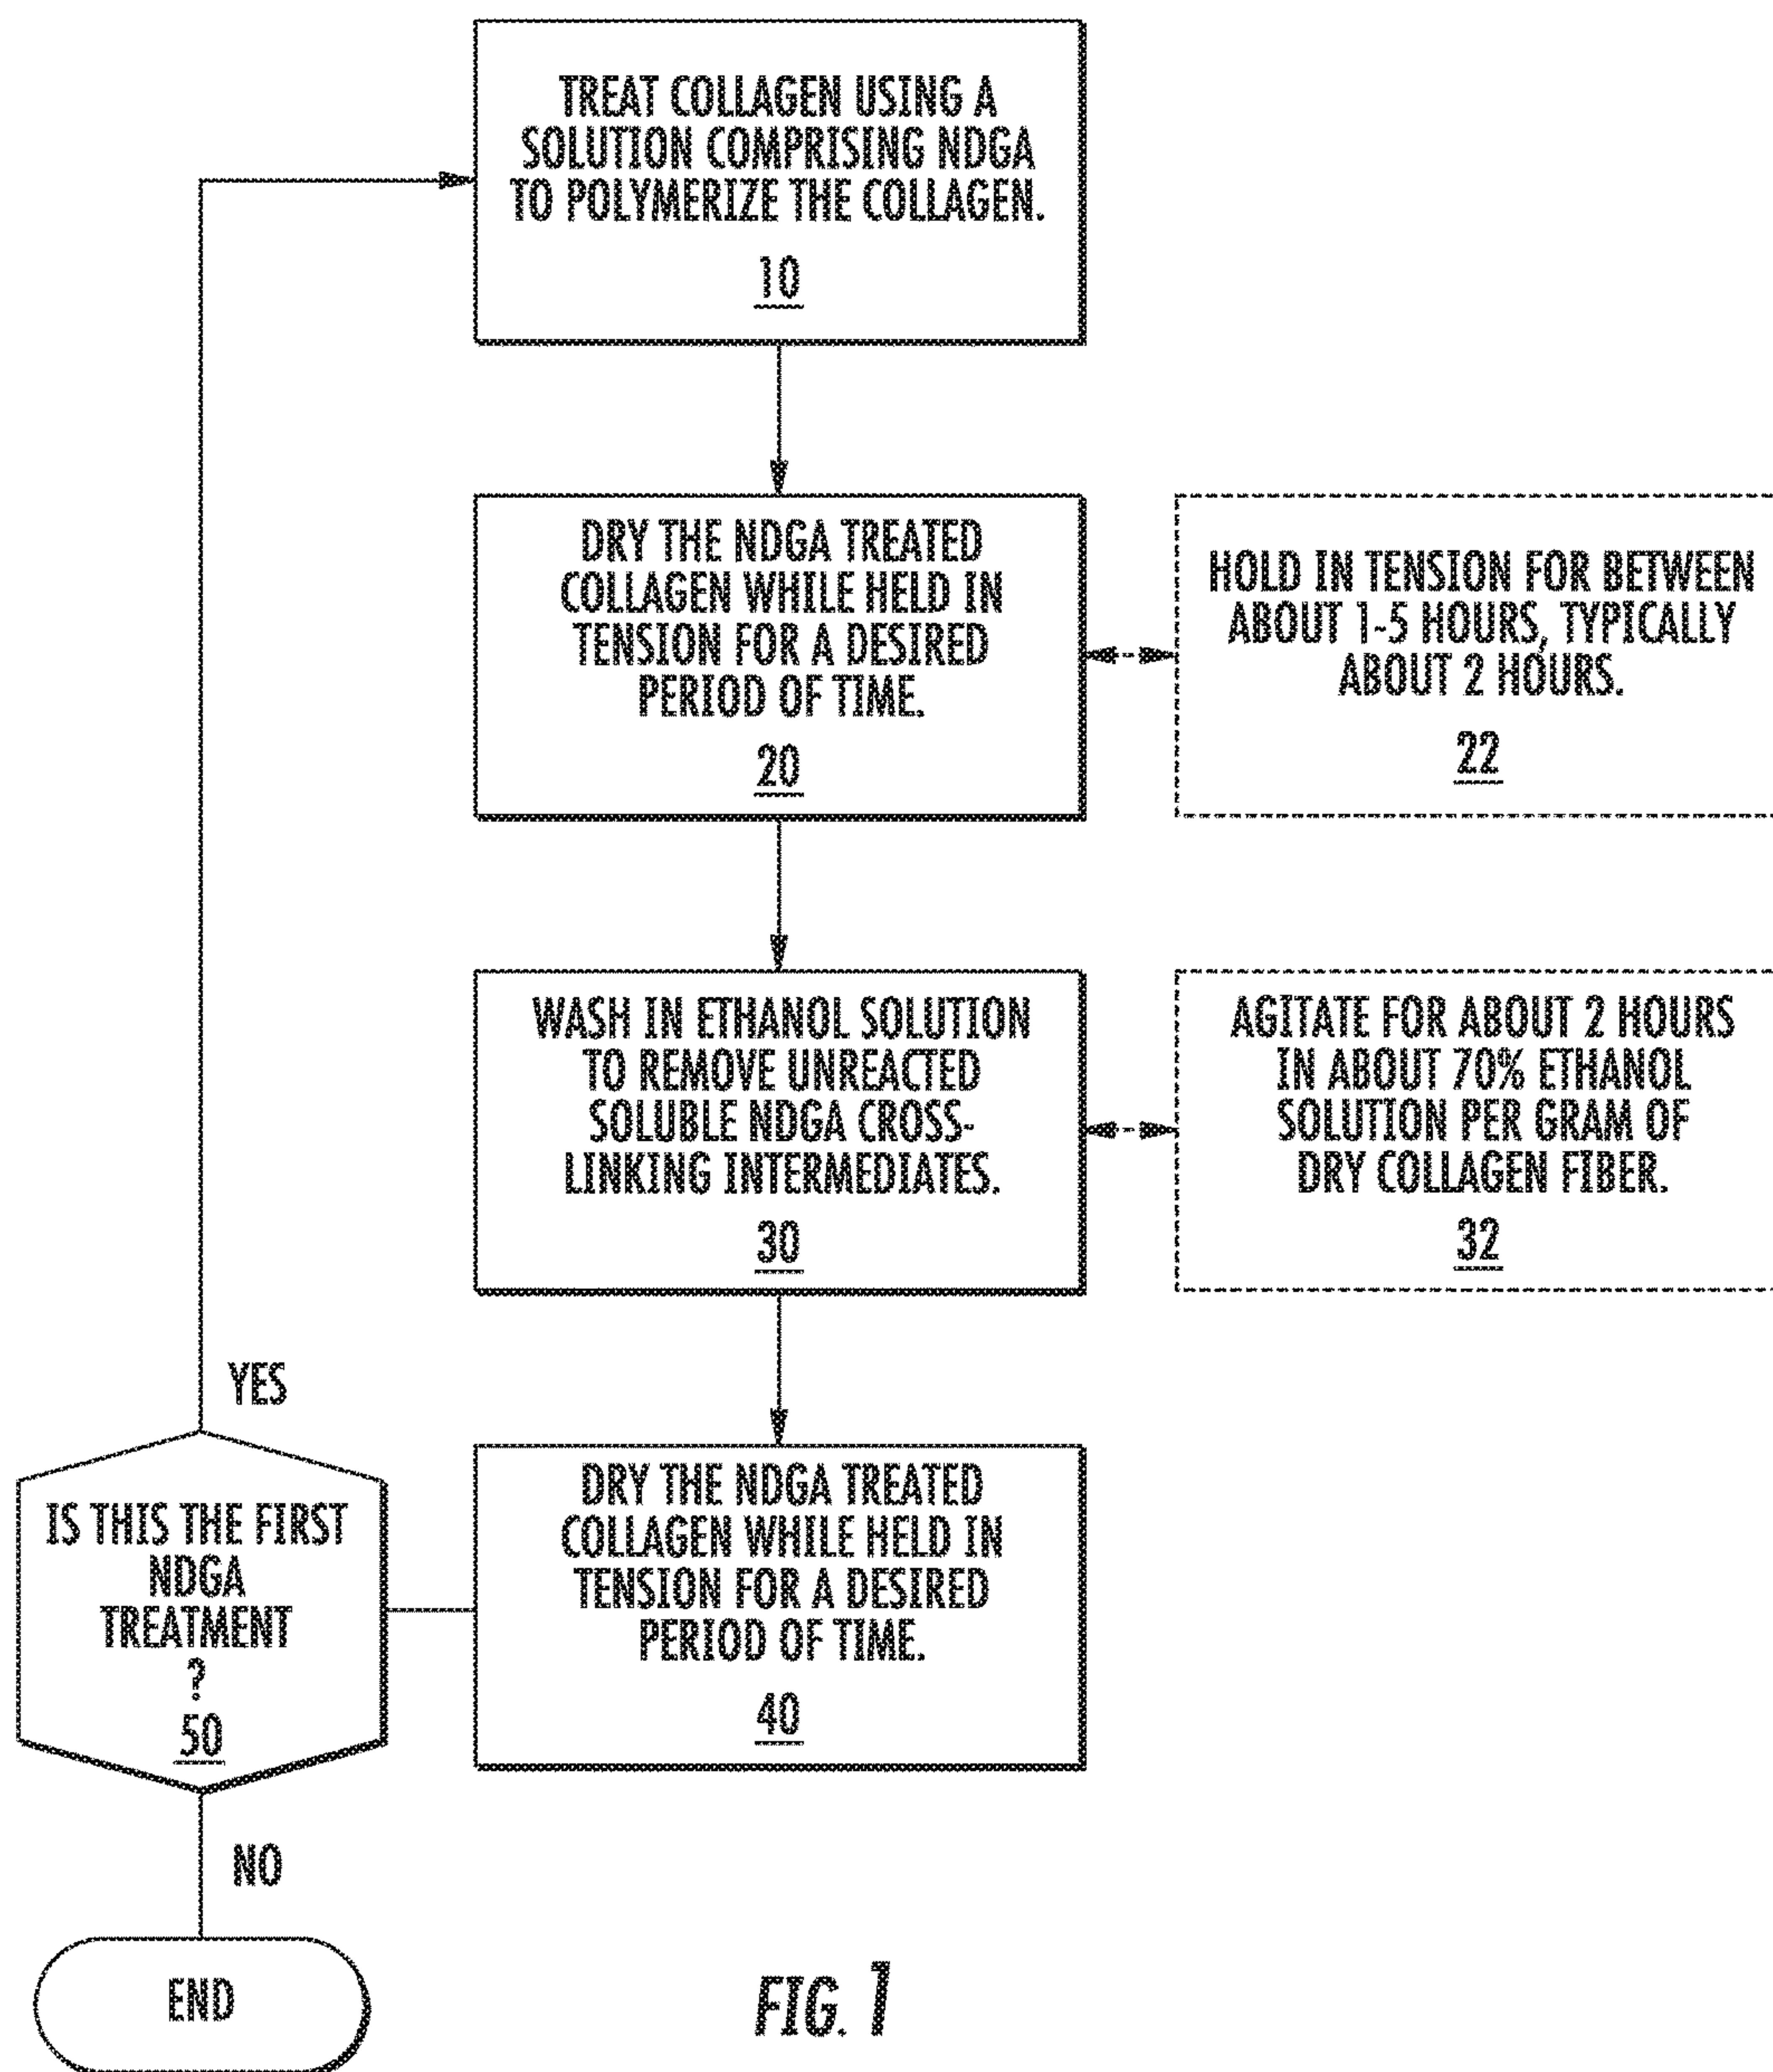 TREAT COLLAGEN USING A
SOLUTION COMPRISING NDGA
TO POLYMERIZE THE COLLAGEN.
10
DRY THE NDGA TREATED
COLLAGEN WHILE HELD IN
TENSION FOR A DESIRED
PERIOD OF TIME.
20
HOLD IN TENSION FOR BETWEEN
ABOUT 1-5 HOURS, TYPICALLY
ABOUT 2 HOURS.
22
WASH IN ETHANOL SOLUTION
TO REMOVE UNREACTED
SOLUBLE NDGA CROSS-
LINKING INTERMEDIATES.
30
AGITATE FOR ABOUT 2 HOURS
IN ABOUT 70% ETHANOL
SOLUTION PER GRAM OF
DRY COLLAGEN FIBER.
32
DRY THE NDGA TREATED
COLLAGEN WHILE HELD IN
TENSION FOR A DESIRED
PERIOD OF TIME.
40
YES
IS THIS THE FIRST
NDGA
TREATMENT
?
50
NO
END
FIG. 1